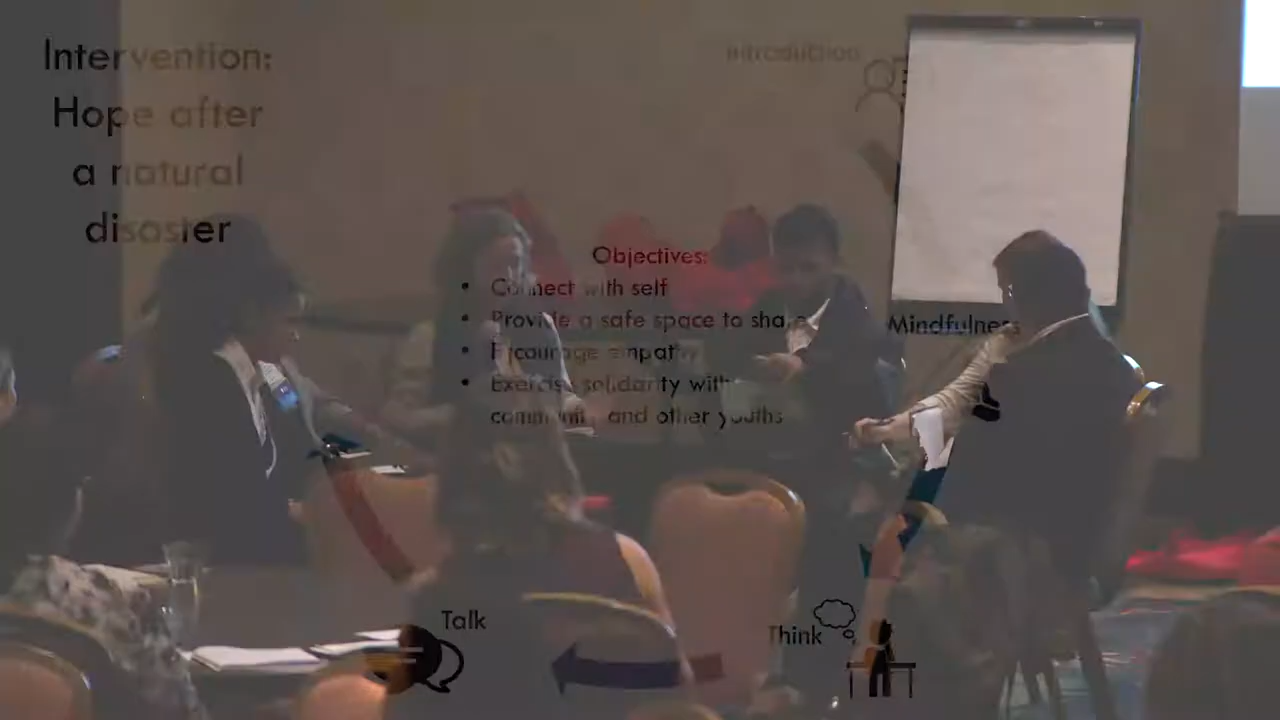 Intervention:
Hope after
a natural
disaster
Introduction
Objectives:
• Connect with self
• Provide a safe space to share
• Encourage empathy
• Exercise solidarity with
community and other youths
Mindfulness
Talk
Think